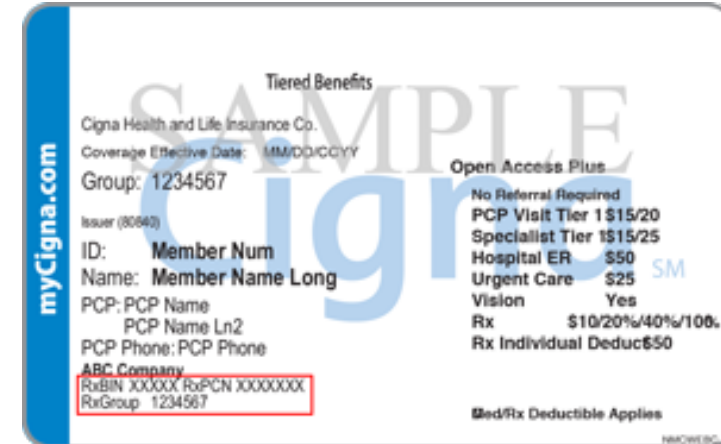 myCigna.com
SAMPLE
Cigna
SM
Tiered Benefits
Cigna Health and Life Insurance Co.
Coverage Effective Date: MM/DD/CCYY
Group: 1234567
Issuer (80840)
ID: Member Num
Name: Member Name Long
PCP: PCP Name
PCP Name Ln2
PCP Phone: PCP Phone
ABC Company
RxBIN XXXXX RxPCN XXXXXXX
RxGroup 1234567
Open Access Plus
No Referral Required
PCP Visit Tier 1$15/20
Specialist Tier 1$15/25
Hospital ER $50
Urgent Care $25
Vision Yes
Rx $10/20%/40%/100%
Rx Individual Deduct$50
Med/Rx Deductible Applies